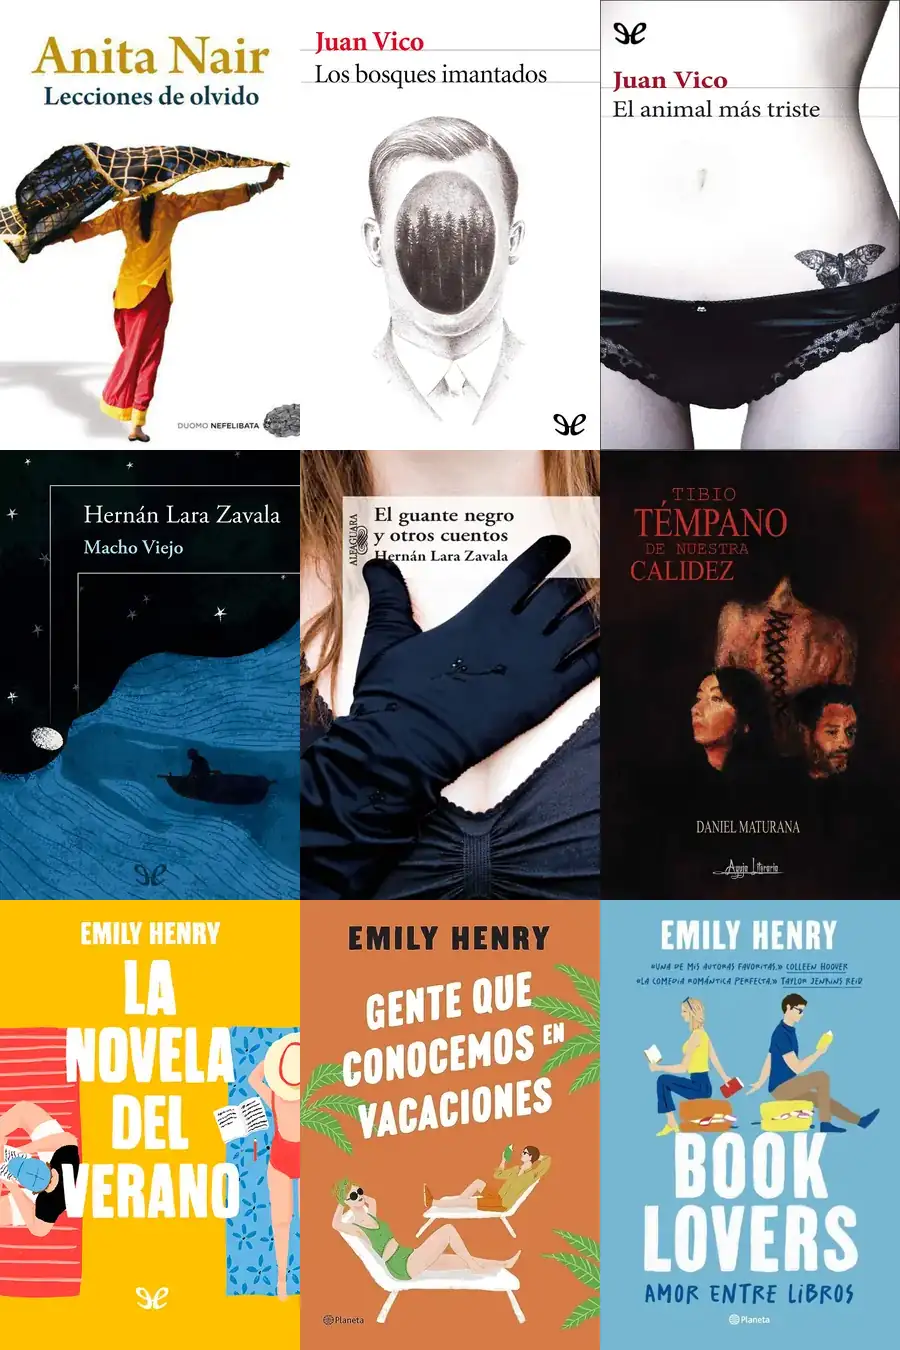 Anita Nair
Lecciones de olvido
DUOMO NEFELIBATA
Juan Vico
Los bosques imantados
Juan Vico
El animal más triste
Hernán Lara Zavala
Macho Viejo
ALFAGUARA
El guante negro
y otros cuentos
Hernán Lara Zavala
TIBIO
TÉMPANO
DE NUESTRA
CALIDEZ
DANIEL MATURANA
Aguja Literaria
EMILY HENRY
LA
NOVELA
DEL
VERANO
EMILY HENRY
GENTE QUE
CONOCEMOS EN
VACACIONES
Planeta
EMILY HENRY
«UNA DE MIS AUTORAS FAVORITAS.» COLLEEN HOOVER
«LA COMEDIA ROMÁNTICA PERFECTA.» TAYLOR JENKINS REID
BOOK
LOVERS
AMOR ENTRE LIBROS
Planeta